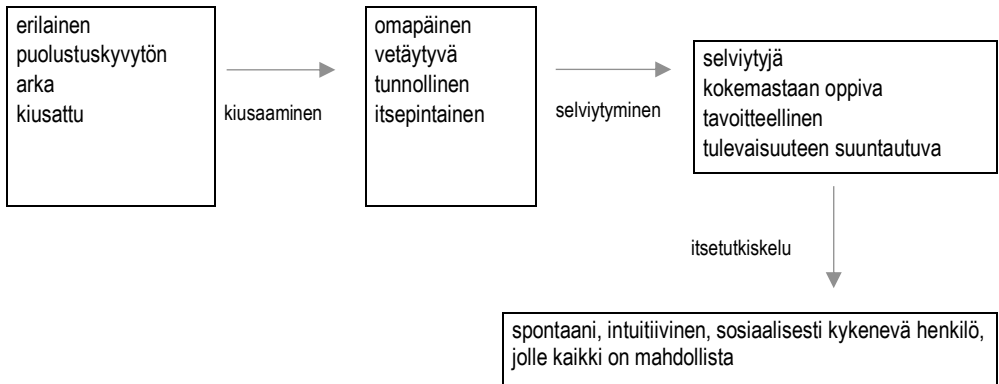 erilainen
puolustuskyvytön
arka
kiusattu
kiusaaminen
omapäinen
vetäytyvä
tunnollinen
itsepintainen
selviytyminen
selviytyjä
kokemastaan oppiva
tavoitteellinen
tulevaisuuteen suuntautuva
itsetutkiskelu
spontaani, intuitiivinen, sosiaalisesti kykenevä henkilö,
jolle kaikki on mahdollista